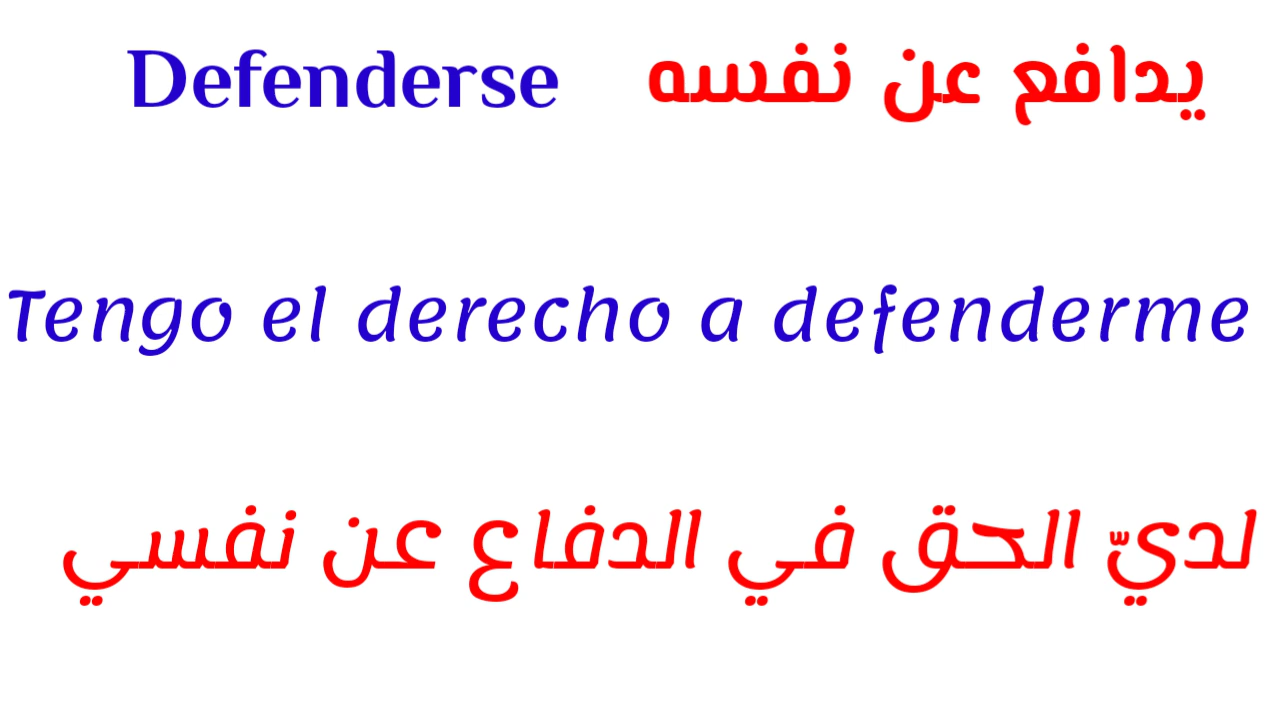 Defenderse يدافع عن نفسه
Tengo el derecho a defenderme
لديّ الحق في الدفاع عن نفسي